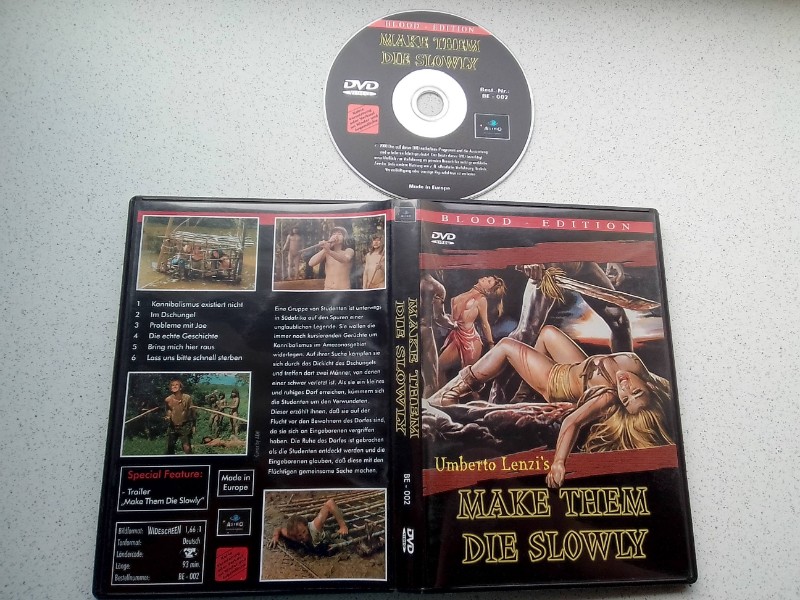 BLOOD - EDITION
MAKE THEM
DIE SLOWLY
DVD
VIDEO
Best. Nr.:
BE - 002
ASTRO
Made in Europe
1 Kannibalismus existiert nicht
2 Im Dschungel
3 Probleme mit Joe
4 Die echte Geschichte
5 Bring mich hier raus
6 Lass uns bitte schnell sterben
Eine Gruppe von Studenten ist unterwegs
in Südafrika auf den Spuren einer
unglaublichen Legende. Sie wollen die
immer noch kursierenden Gerüchte um
Kannibalismus im Amazonasgebiet
widerlegen. Auf ihrer Suche kämpfen sie
sich durch das Dickicht des Dschungels
und treffen dort zwei Männer, von denen
einer schwer verletzt ist. Als sie ein kleines
und ruhiges Dorf erreichen, kümmern sich
die Studenten um den Verwundeten.
Dieser erzählt ihnen, daß sie auf der
Flucht vor den Bewohnern des Dorfes sind,
da sie sich an Eingeborenen vergriffen
haben. Die Ruhe des Dorfes ist gebrochen
als die Studenten entdeckt werden und die
Eingeborenen glauben, daß diese mit den
Flüchtigen gemeinsame Sache machen.
Special Feature:
- Trailer
„Make Them Die Slowly"
Made in
Europe
Bildformat: WIDESCREEN 1,66:1
Tonformat: Deutsch
Ländercode:
Länge: 93 min.
Bestellnummer: BE - 002
ASTRO
MAKE THEM
DIE SLOWLY
BE - 002
DVD
BLOOD - EDITION
DVD
VIDEO
Umberto Lenzi's
MAKE THEM
DIE SLOWLY